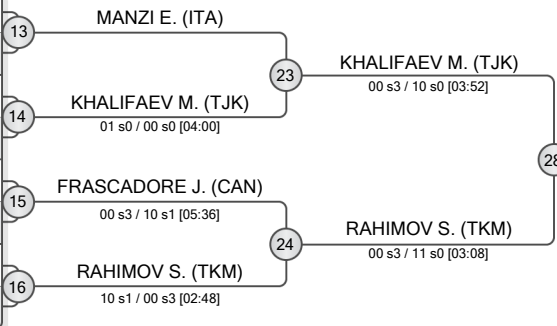 MANZI E. (ITA)
13
23
KHALIFAEV M. (TJK)
00 s3 / 10 s0 [03:52]
KHALIFAEV M. (TJK)
14
01 s0 / 00 s0 [04:00]
28
FRASCADORE J. (CAN)
15
00 s3 / 10 s1 [05:36]
24
RAHIMOV S. (TKM)
00 s3 / 11 s0 [03:08]
RAHIMOV S. (TKM)
16
10 s1 / 00 s3 [02:48]